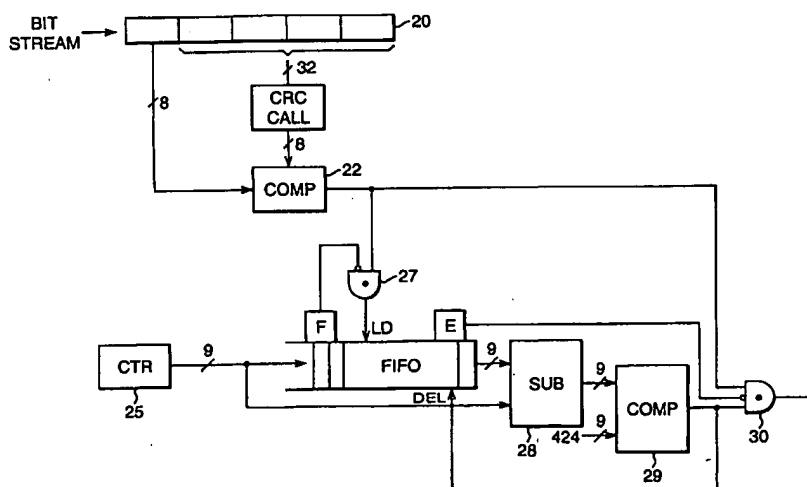 BIT
STREAM
20
32
8
CRC
CALL
8
22
COMP
27
F
LD
E
9
CTR
25
FIFO
9
DEL
SUB
28
9
424
9
COMP
29
30